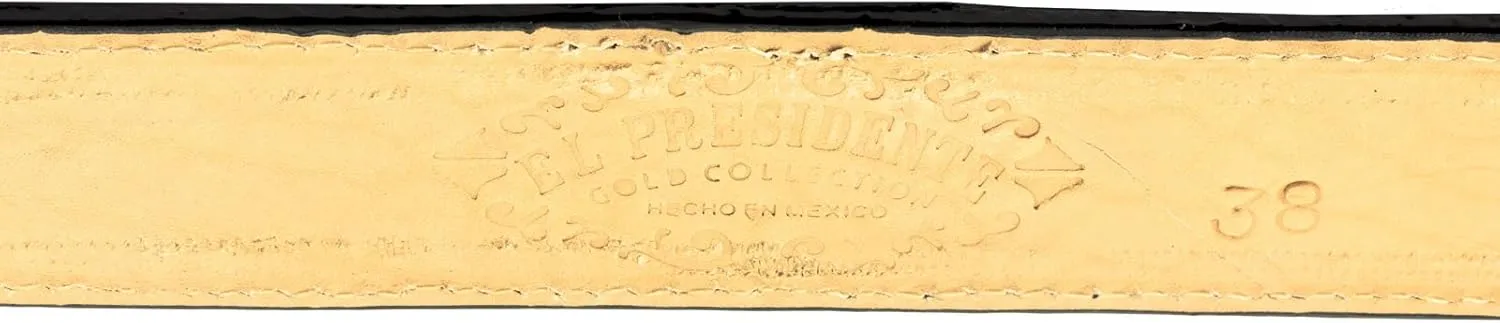 EL PRESIDENTE
GOLD COLLECTION
HECHO EN MEXICO
38